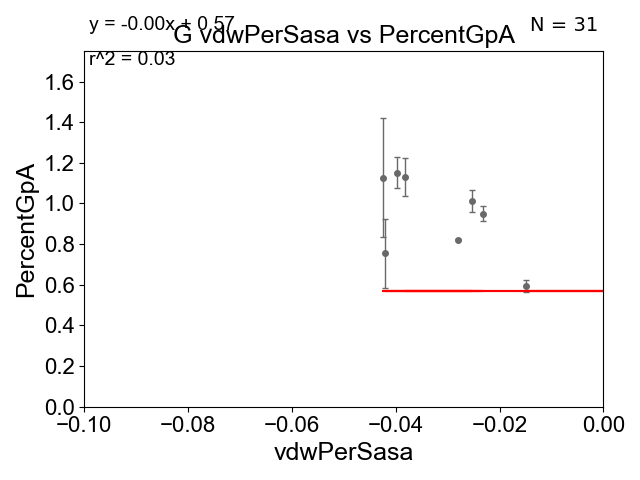 y = -0.00x + 0.57
G vdwPerSasa vs PercentGpA
N = 31
r^2 = 0.03
PercentGpA
1.6
1.4
1.2
1.0
0.8
0.6
0.4
0.2
0.0
−0.10
−0.08
−0.06
−0.04
−0.02
0.00
vdwPerSasa